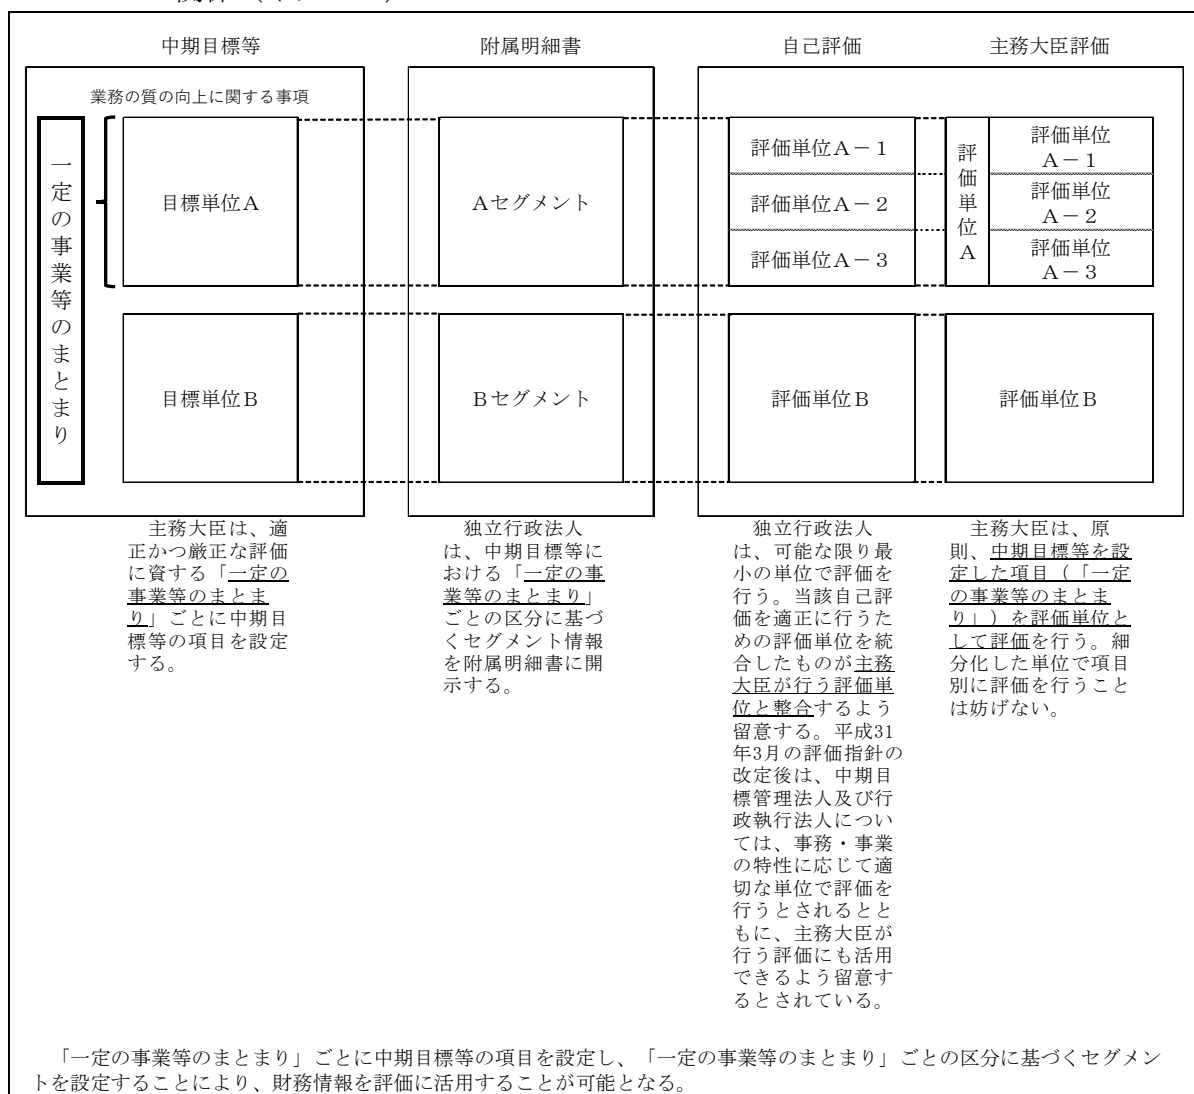 中期目標等
附属明細書
自己評価
主務大臣評価
業務の質の向上に関する事項
一定の事業等のまとまり
目標単位A
Aセグメント
評価単位A-1
評価単位A-2
評価単位A-3
評価単位A
評価単位
A-1
評価単位
A-2
評価単位
A-3
目標単位B
Bセグメント
評価単位B
評価単位B
主務大臣は、適
正かつ厳正な評価
に資する「一定の
事業等のまとま
り」ごとに中期目
標等の項目を設定
する。
独立行政法人
は、中期目標等に
おける「一定の事
業等のまとまり」
ごとの区分に基づ
くセグメント情報
を附属明細書に開
示する。
独立行政法人
は、可能な限り最
小の単位で評価を
行う。当該自己評
価を適正に行うた
めの評価単位を統
合したものが主務
大臣が行う評価単
位と整合するよう
留意する。平成31
年3月の評価指針の
改定後は、中期目
標管理法人及び行
政執行法人につい
ては、事務・事業
の特性に応じて適
切な単位で評価を
行うとされるとと
もに、主務大臣が
行う評価にも活用
できるよう留意す
るとされている。
主務大臣は、原
則、中期目標等を設
定した項目(「一定
の事業等のまとま
り」)を評価単位と
して評価を行う。細
分化した単位で項目
別に評価を行うこと
は妨げない。
「一定の事業等のまとまり」ごとに中期目標等の項目を設定し、「一定の事業等のまとまり」ごとの区分に基づくセグメン
トを設定することにより、財務情報を評価に活用することが可能となる。